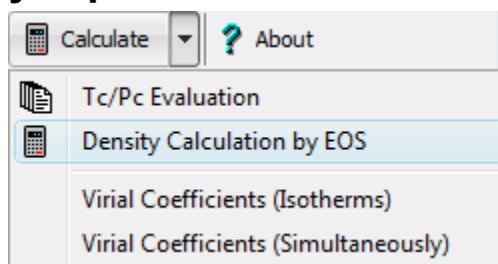 Calculate About
Tc/Pc Evaluation
Density Calculation by EOS
Virial Coefficients (Isotherms)
Virial Coefficients (Simultaneously)